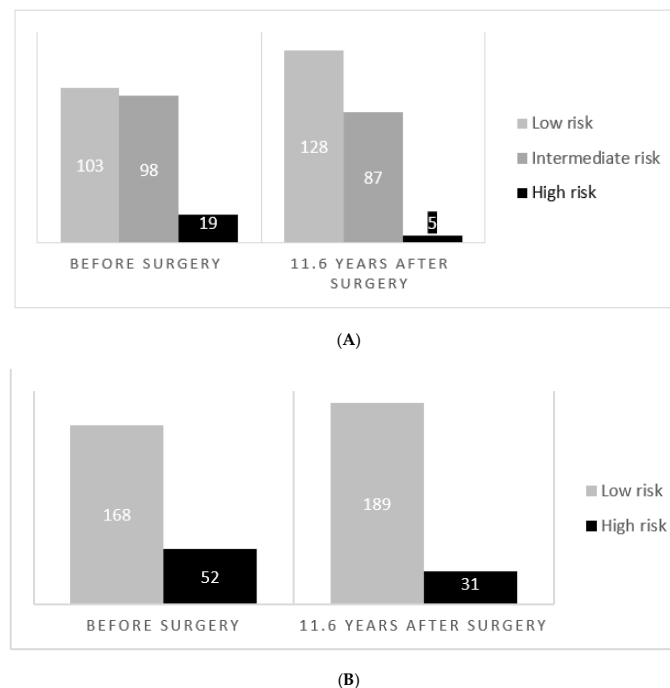 103
98
19
128
87
5
Low risk
Intermediate risk
High risk
BEFORE SURGERY
11.6 YEARS AFTER
SURGERY
(A)
168
52
189
31
Low risk
High risk
BEFORE SURGERY
11.6 YEARS AFTER SURGERY
(B)